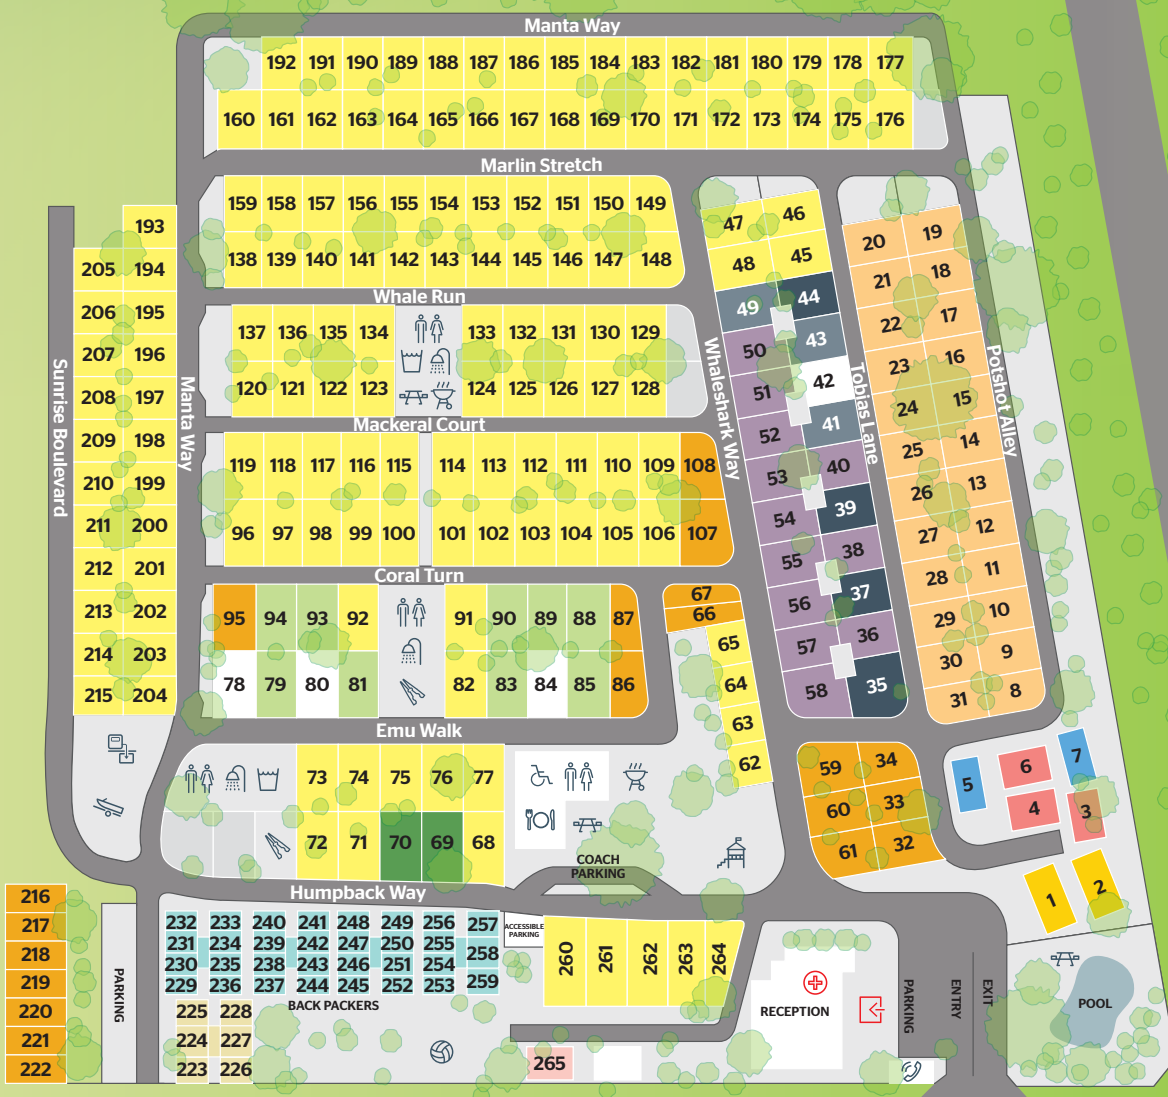 Manta Way
192 191 190 189 188 187 186 185 184 183 182 181 180 179 178 177
160 161 162 163 164 165 166 167 168 169 170 171 172 173 174 175 176
Marlin Stretch
159 158 157 156 155 154 153 152 151 150 149
138 139 140 141 142 143 144 145 146 147 148
Whale Run
137 136 135 134 133 132 131 130 129
120 121 122 123 124 125 126 127 128
Mackeral Court
119 118 117 116 115 114 113 112 111 110 109 108
96 97 98 99 100 101 102 103 104 105 106 107
Coral Turn
95 94 93 92 91 90 89 88 87
78 79 80 81 82 83 84 85 86
Emu Walk
73 74 75 76 77
72 71 70 69 68
Humpback Way
Sunrise Boulevard
Manta Way
193
205 194
206 195
207 196
208 197
209 198
210 199
211 200
212 201
213 202
214 203
215 204
Whaleshark Way
47 46
48 45
49 44
50 43
51 42
52 41
53 40
54 39
55 38
56 37
57 36
58 35
Tobias Lane
20 19
21 18
22 17
23 16
24 15
25 14
26 13
27 12
28 11
29 10
30 9
31 8
Potshot Alley
67
66
65
64
63
62
59 34
60 33
61 32
5 6 7
4 3
1 2
COACH
PARKING
216
217
218
219
220
221
222
PARKING
232 233 240 241 248 249 256 257
231 234 239 242 247 250 255 258
230 235 238 243 246 251 254
229 236 237 244 245 252 253 259
BACK PACKERS
225 228
224 227
223 226
ACCESSIBLE
PARKING
260 261 262 263 264
265
RECEPTION
PARKING
ENTRY
EXIT
POOL